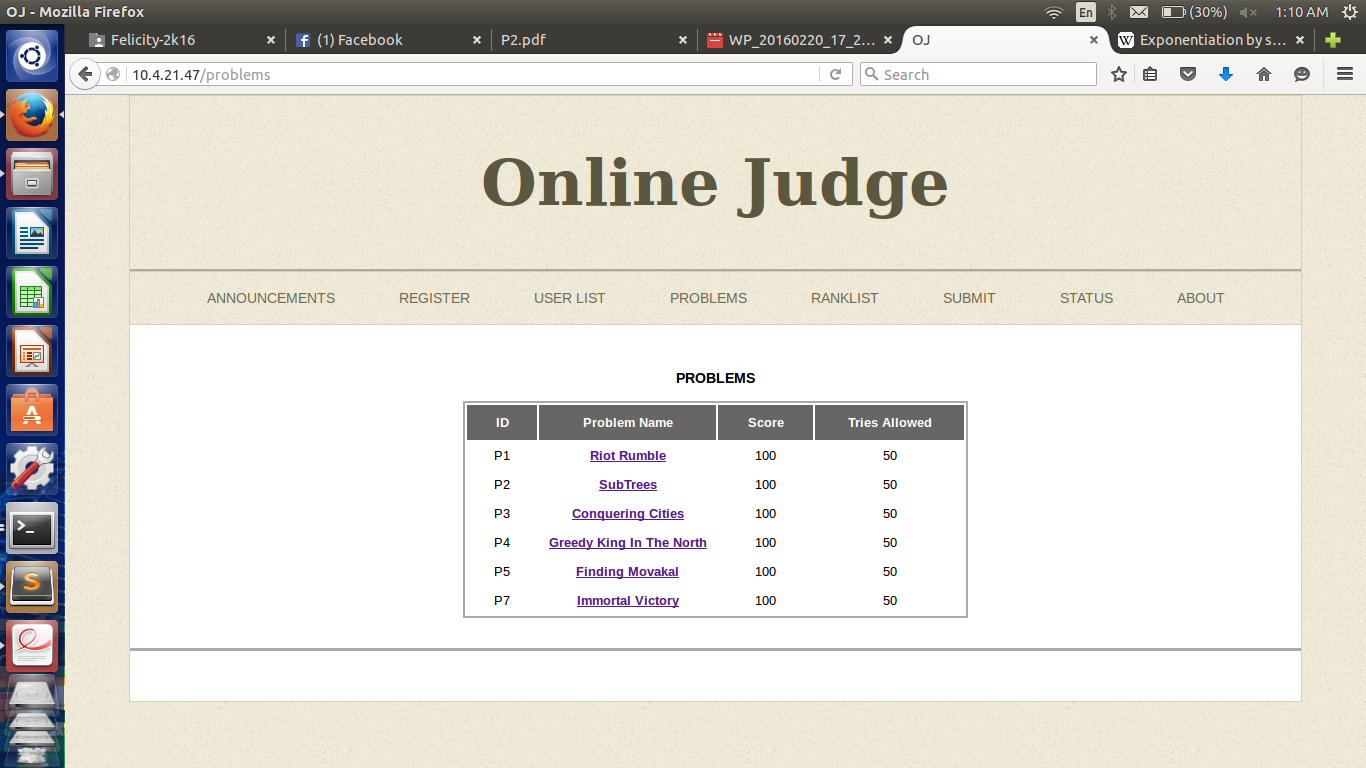 OJ - Mozilla Firefox
En
(30%)
1:10 AM
Felicity-2k16
(1) Facebook
P2.pdf
WP_20160220_17_2...
OJ
Exponentiation by s...
10.4.21.47/problems
Search
Online Judge
ANNOUNCEMENTS REGISTER USER LIST PROBLEMS RANKLIST SUBMIT STATUS ABOUT
PROBLEMS
ID Problem Name Score Tries Allowed
P1 Riot Rumble 100 50
P2 SubTrees 100 50
P3 Conquering Cities 100 50
P4 Greedy King In The North 100 50
P5 Finding Movakal 100 50
P7 Immortal Victory 100 50